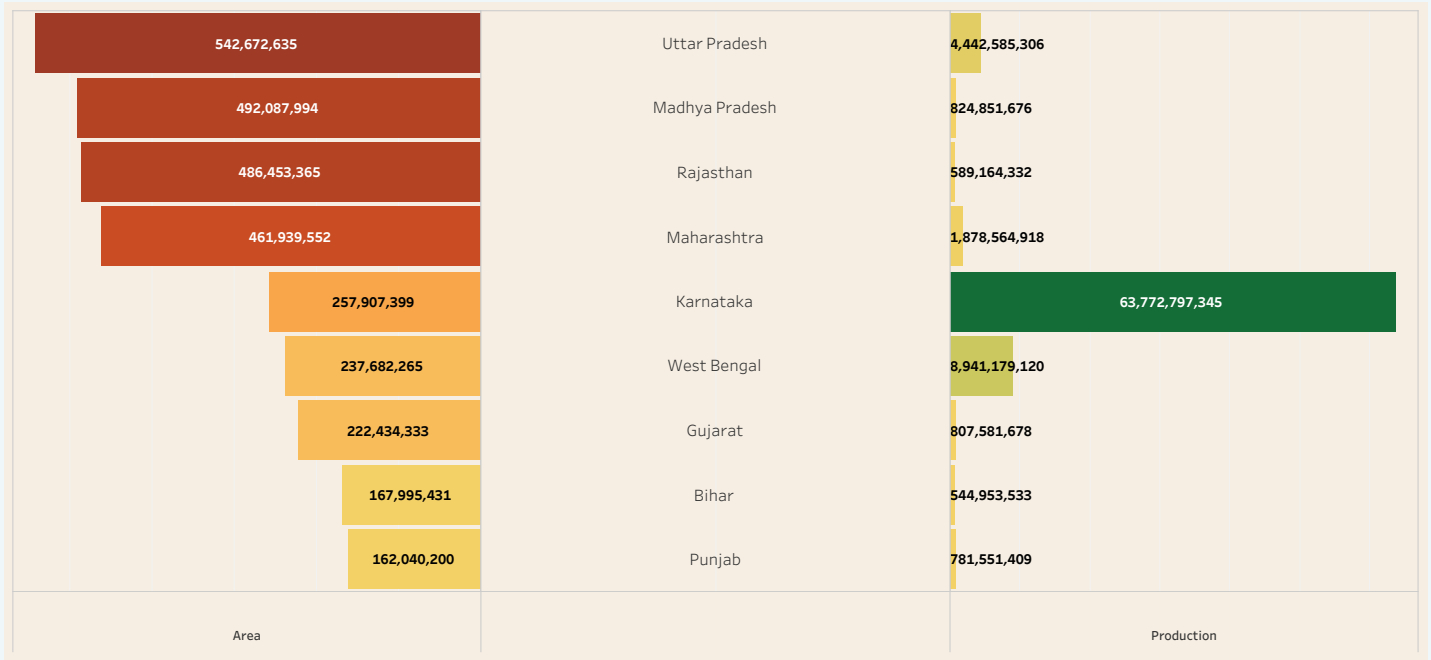 542,672,635 Uttar Pradesh 4,442,585,306
492,087,994 Madhya Pradesh 824,851,676
486,453,365 Rajasthan 589,164,332
461,939,552 Maharashtra 1,878,564,918
257,907,399 Karnataka 63,772,797,345
237,682,265 West Bengal 8,941,179,120
222,434,333 Gujarat 807,581,678
167,995,431 Bihar 544,953,533
162,040,200 Punjab 781,551,409
Area Production